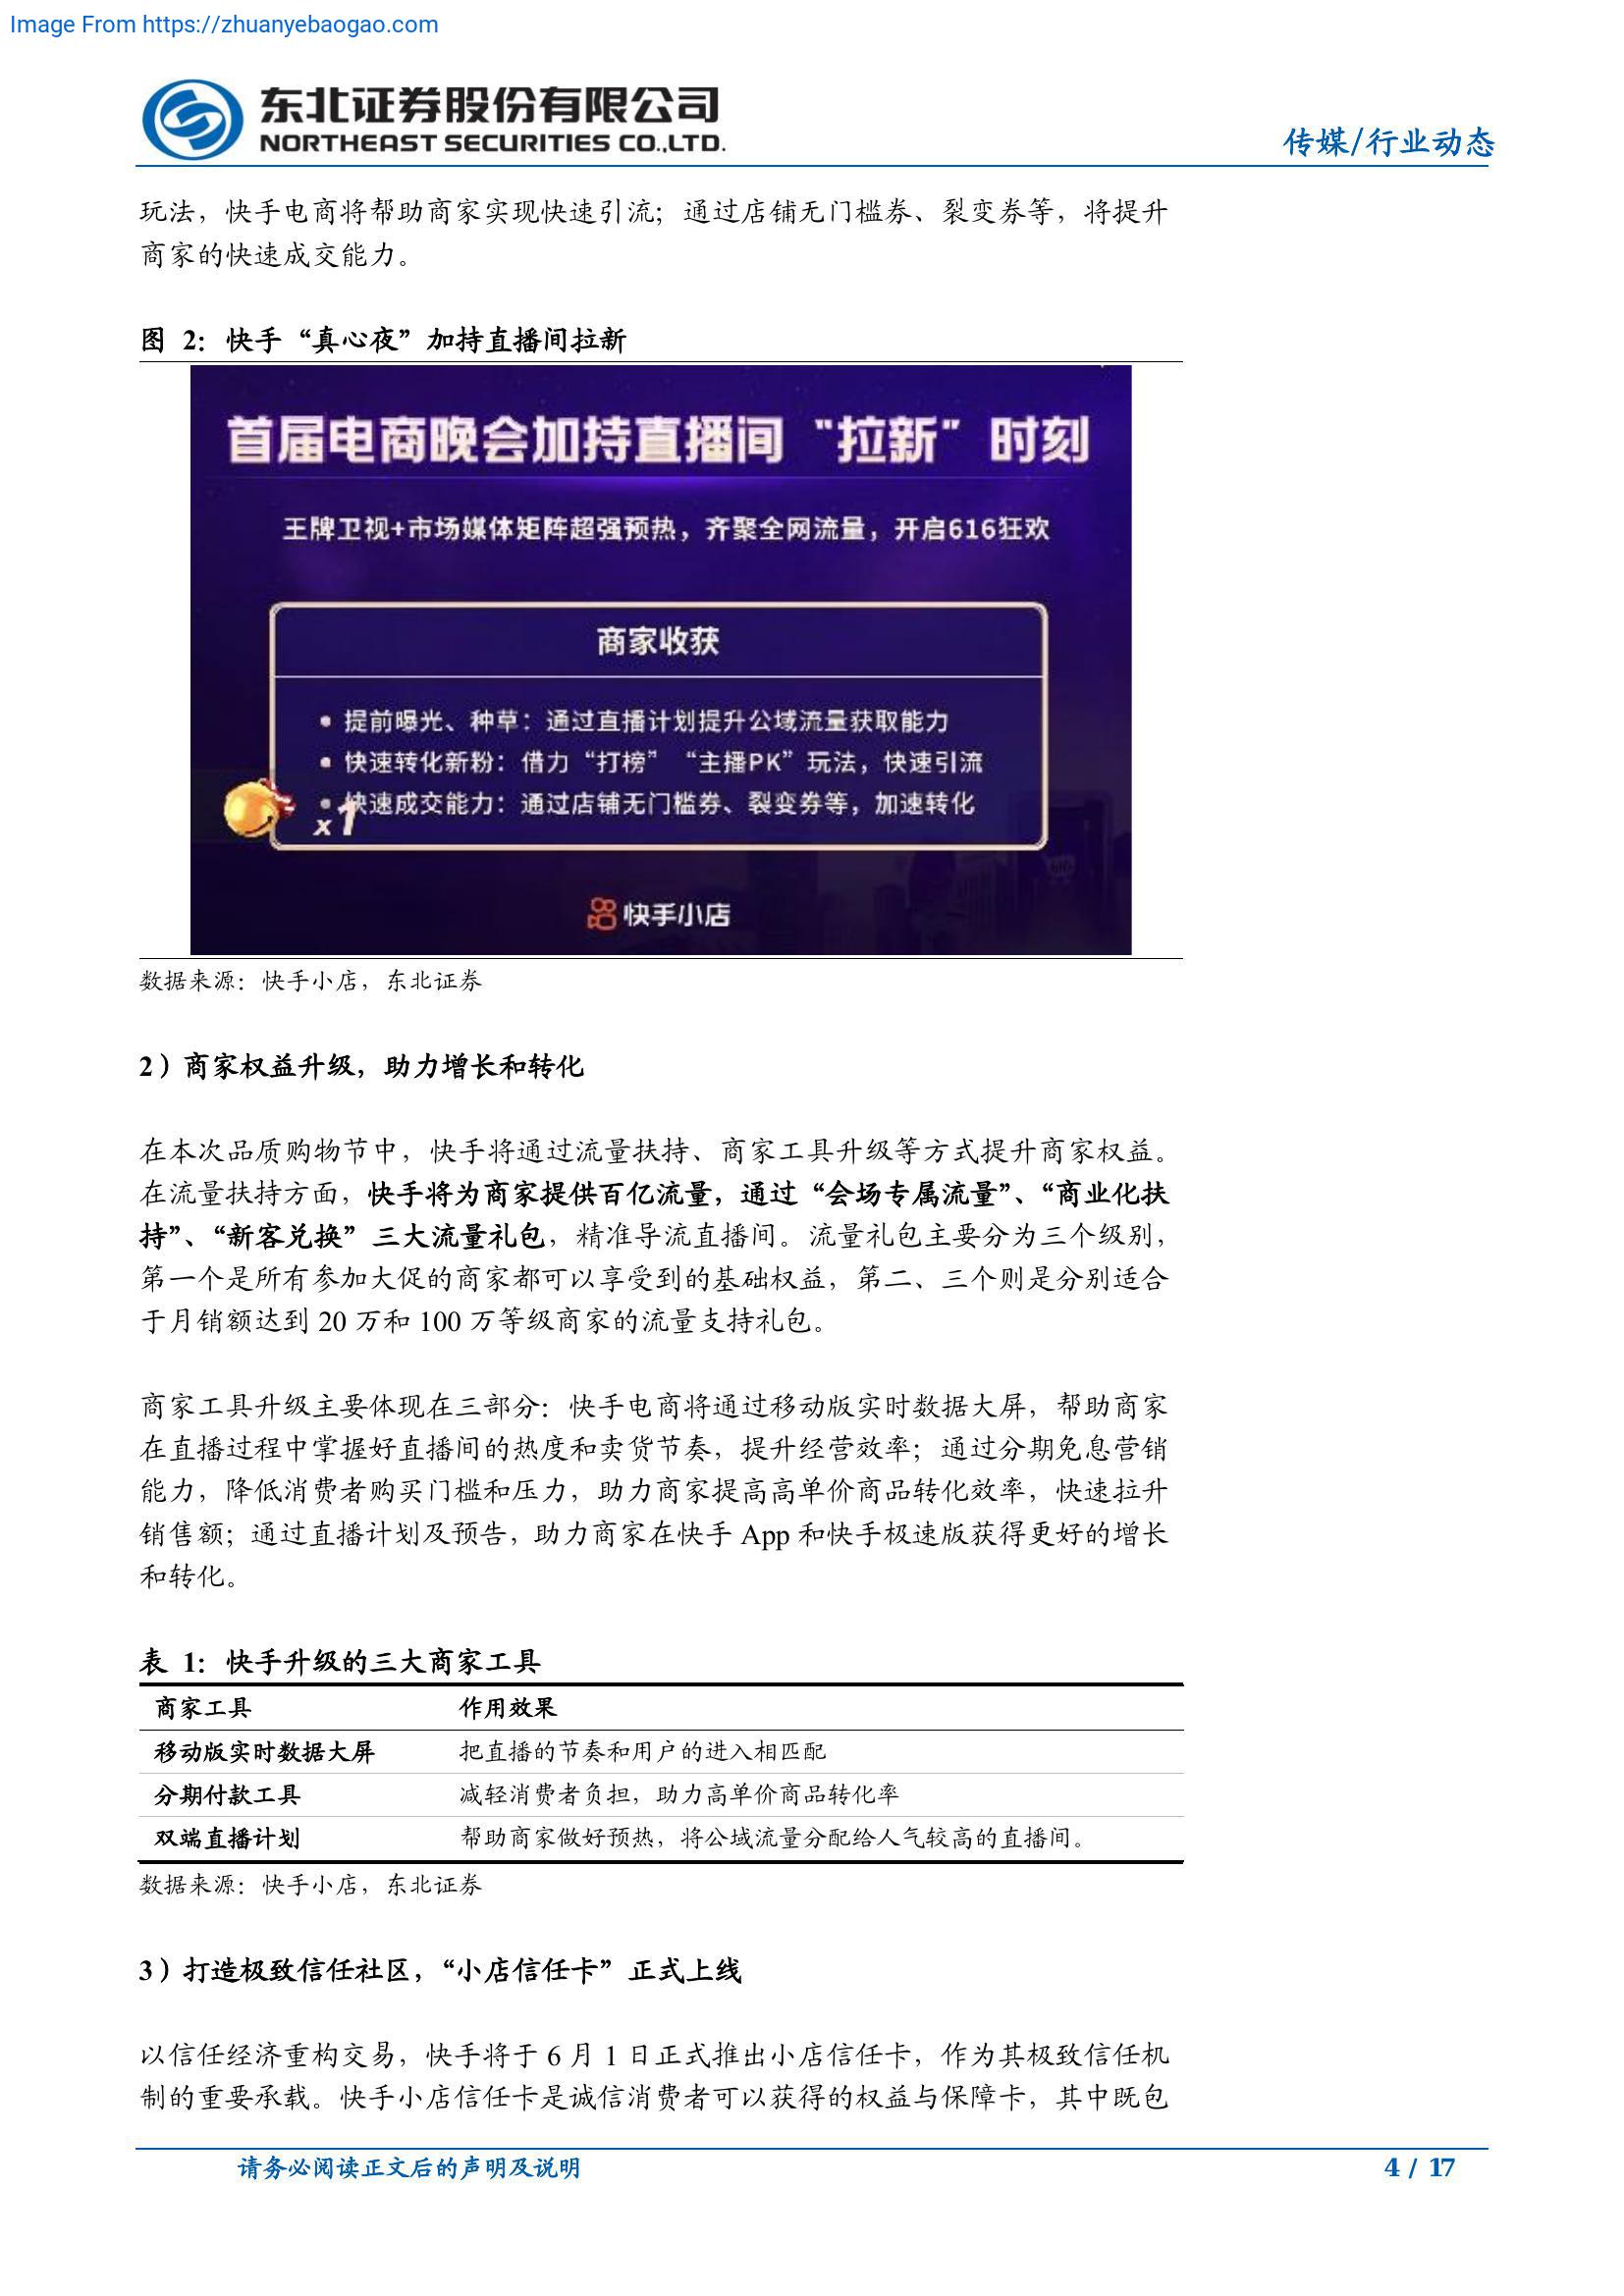 Image From https://zhuanyebaogao.com
东北证券股份有限公司
NORTHEAST SECURITIES CO.,LTD.
传媒/行业动态
玩法，快手电商将帮助商家实现快速引流；通过店铺无门槛券、裂变券等，将提升
商家的快速成交能力。
图 2：快手“真心夜”加持直播间拉新
首届电商晚会加持直播间“拉新”时刻
王牌卫视+市场媒体矩阵超强预热，齐聚全网流量，开启616狂欢
商家收获
• 提前曝光、种草：通过直播计划提升公域流量获取能力
• 快速转化新粉：借力“打榜”“主播PK”玩法，快速引流
• 快速成交能力：通过店铺无门槛券、裂变券等，加速转化
x1
快手小店
数据来源：快手小店，东北证券
2）商家权益升级，助力增长和转化
在本次品质购物节中，快手将通过流量扶持、商家工具升级等方式提升商家权益。
在流量扶持方面，快手将为商家提供百亿流量，通过“会场专属流量”、“商业化扶
持”、“新客兑换”三大流量礼包，精准导流直播间。流量礼包主要分为三个级别，
第一个是所有参加大促的商家都可以享受到的基础权益，第二、三个则是分别适合
于月销额达到 20 万和 100 万等级商家的流量支持礼包。
商家工具升级主要体现在三部分：快手电商将通过移动版实时数据大屏，帮助商家
在直播过程中掌握好直播间的热度和卖货节奏，提升经营效率；通过分期免息营销
能力，降低消费者购买门槛和压力，助力商家提高高单价商品转化效率，快速拉升
销售额；通过直播计划及预告，助力商家在快手 App 和快手极速版获得更好的增长
和转化。
表 1：快手升级的三大商家工具
商家工具 作用效果
移动版实时数据大屏 把直播的节奏和用户的进入相匹配
分期付款工具 减轻消费者负担，助力高单价商品转化率
双端直播计划 帮助商家做好预热，将公域流量分配给人气较高的直播间。
数据来源：快手小店，东北证券
3）打造极致信任社区，“小店信任卡”正式上线
以信任经济重构交易，快手将于 6 月 1 日正式推出小店信任卡，作为其极致信任机
制的重要承载。快手小店信任卡是诚信消费者可以获得的权益与保障卡，其中既包
请务必阅读正文后的声明及说明
4 / 17